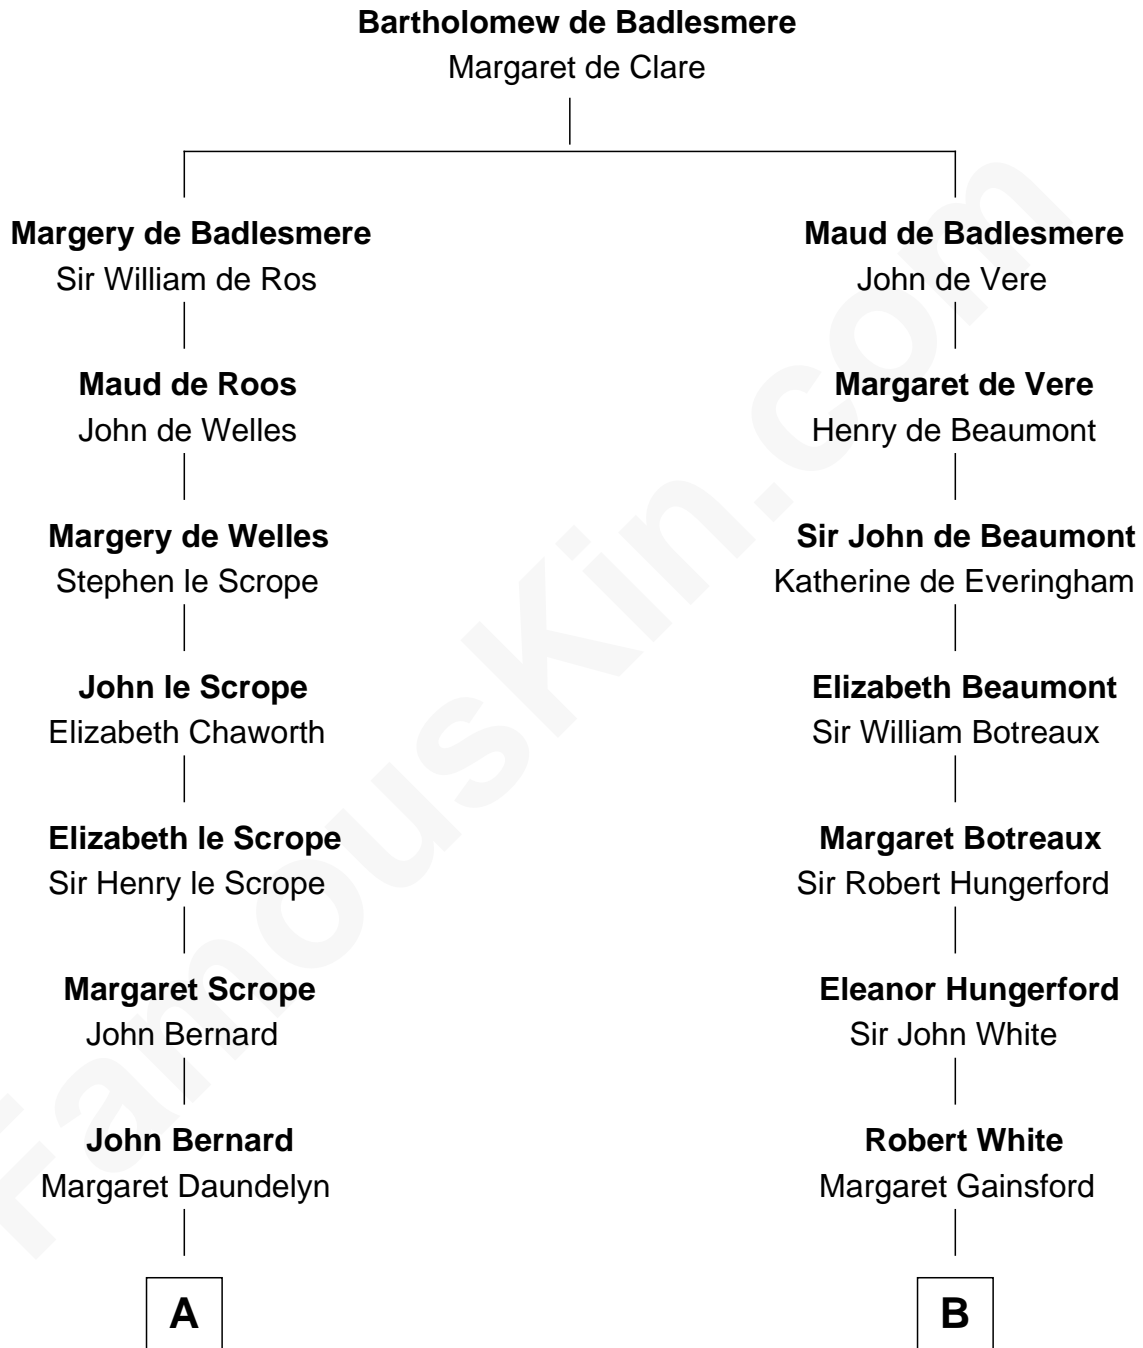 Bartholomew de Badlesmere
Margaret de Clare
Margery de Badlesmere
Sir William de Ros
Maud de Badlesmere
John de Vere
Maud de Roos
John de Welles
Margaret de Vere
Henry de Beaumont
Margery de Welles
Stephen le Scrope
Sir John de Beaumont
Katherine de Everingham
John le Scrope
Elizabeth Chaworth
Elizabeth Beaumont
Sir William Botreaux
Elizabeth le Scrope
Sir Henry le Scrope
Margaret Botreaux
Sir Robert Hungerford
Margaret Scrope
John Bernard
Eleanor Hungerford
Sir John White
John Bernard
Margaret Daundelyn
Robert White
Margaret Gainsford
A
B
FamousKin.com